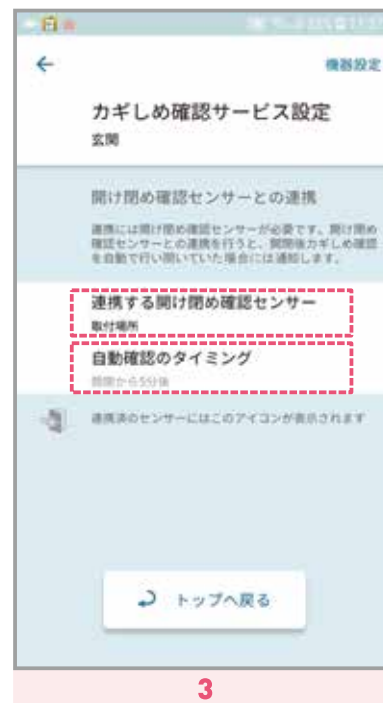 機器設定
カギしめ確認サービス設定
玄関
開け閉め確認センサーとの連携
連携には開け閉め確認センサーが必要です。開け閉め
確認センサーとの連携を行うと、開閉後カギしめ確認
を自動で行い開いていた場合には通知します。
連携する開け閉め確認センサー
取付場所
自動確認のタイミング
連携済のセンサーにはこのアイコンが表示されます
トップへ戻る
3